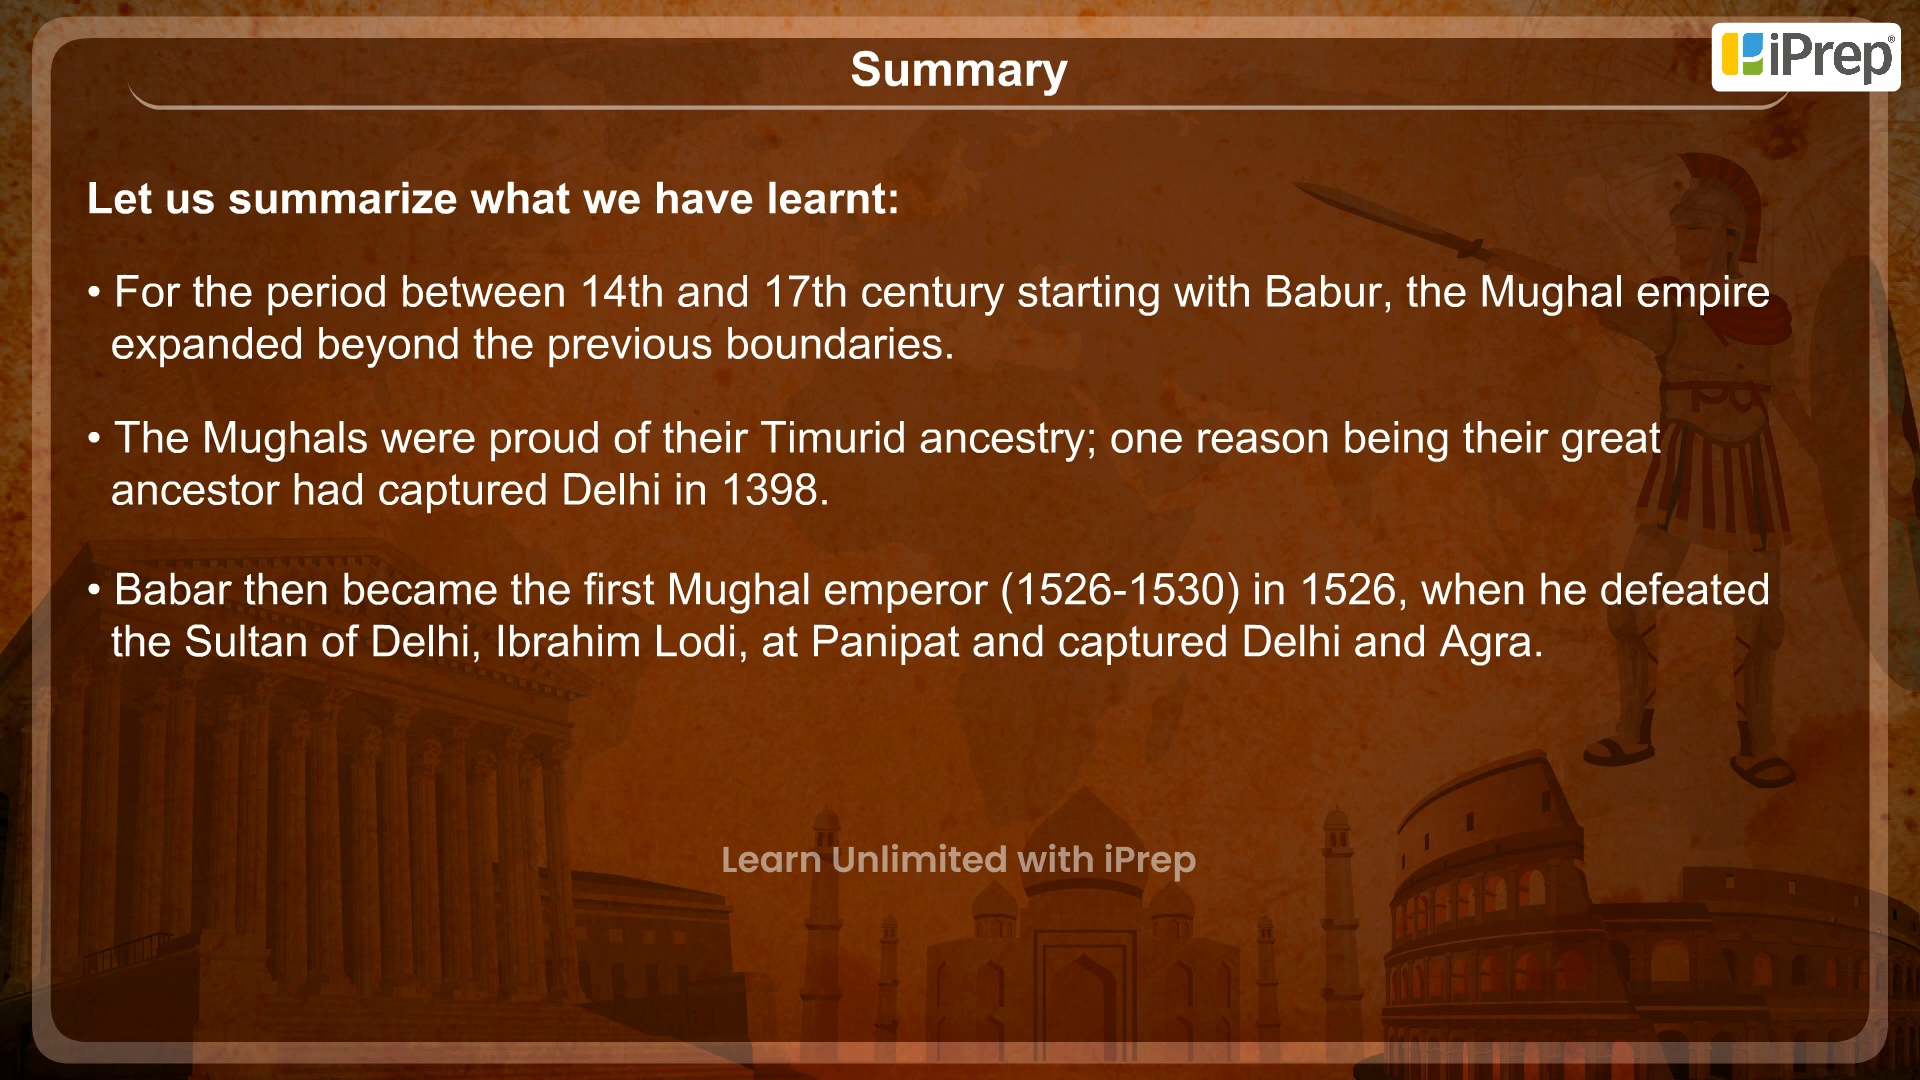 Summary
iPrep®
Let us summarize what we have learnt:
• For the period between 14th and 17th century starting with Babur, the Mughal empire
expanded beyond the previous boundaries.
• The Mughals were proud of their Timurid ancestry; one reason being their great
ancestor had captured Delhi in 1398.
• Babar then became the first Mughal emperor (1526-1530) in 1526, when he defeated
the Sultan of Delhi, Ibrahim Lodi, at Panipat and captured Delhi and Agra.
Learn Unlimited with iPrep